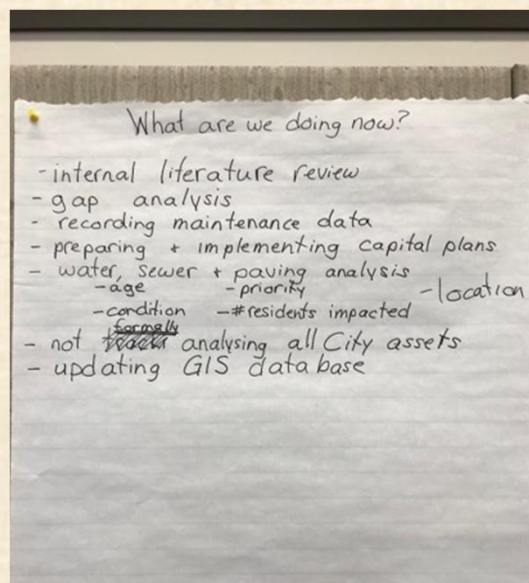 What are we doing now?
- internal literature review
- gap analysis
- recording maintenance data
- preparing + implementing capital plans
- water, sewer + paving analysis
- age - priority - location
- condition - # residents impacted
formally
- not analysing all City assets
- updating GIS data base